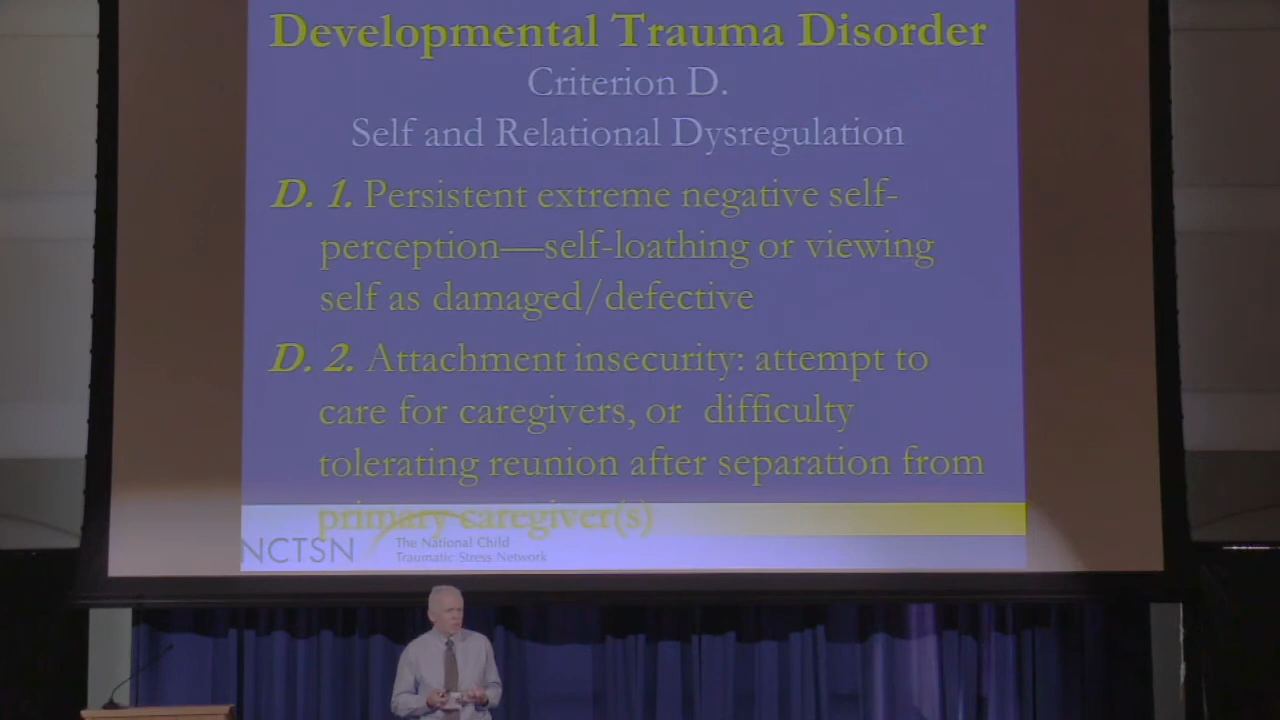 Developmental Trauma Disorder
Criterion D.
Self and Relational Dysregulation
D. 1. Persistent extreme negative self-
perception—self-loathing or viewing
self as damaged/defective
D. 2. Attachment insecurity: attempt to
care for caregivers, or difficulty
tolerating reunion after separation from
primary caregiver(s)
NCTSN
The National Child
Traumatic Stress Network